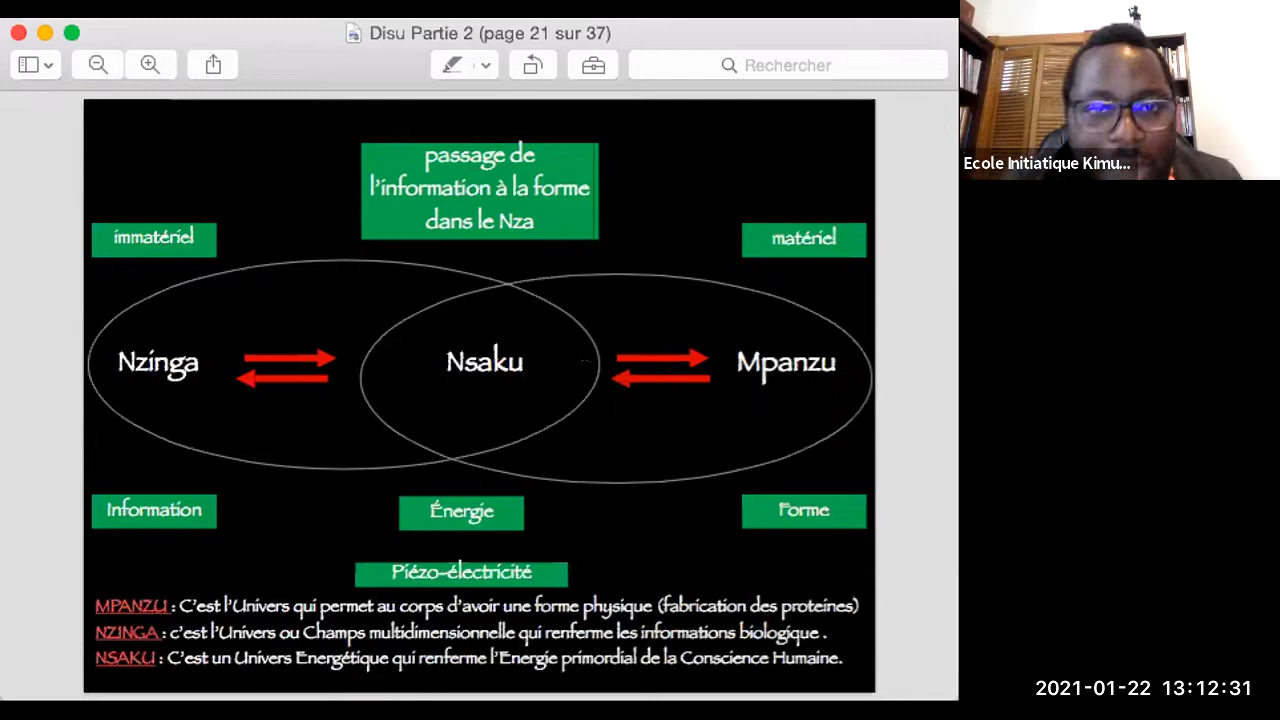 Disu Partie 2 (page 21 sur 37)
Rechercher
Ecole Initiatique Kimu...
passage de
l'information à la forme
dans le Nza
immatériel
matériel
Nzinga
Nsaku
Mpanzu
Information
Énergie
Forme
Piézo-électricité
MPANZU : C'est l'Univers qui permet au corps d'avoir une forme physique (fabrication des proteines)
NZINGA : c'est l'Univers ou Champs multidimensionnelle qui renferme les informations biologique .
NSAKU : C'est un Univers Energétique qui renferme l'Energie primordial de la Conscience Humaine.
2021-01-22 13:12:31